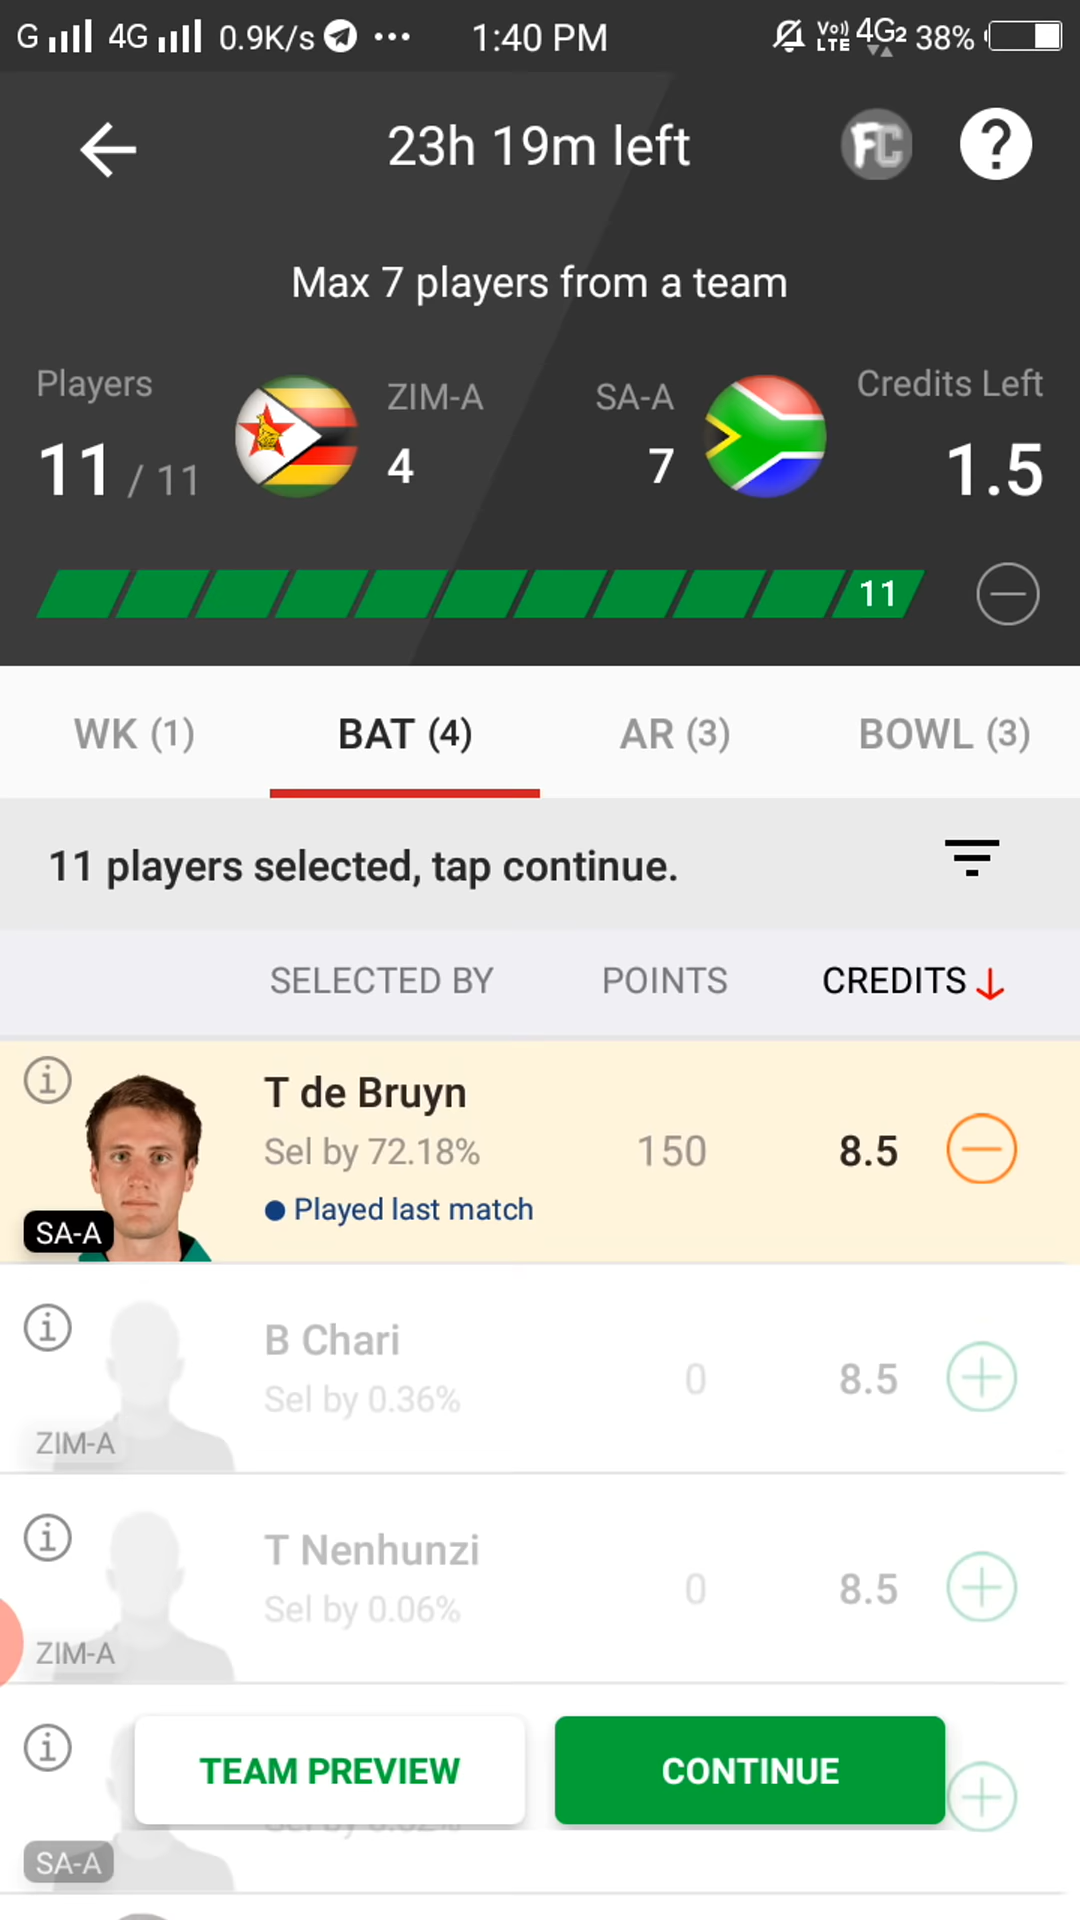 G 4G 0.9K/s ... 1:40 PM Vo)) LTE 4G2 38%
23h 19m left FC ?
Max 7 players from a team
Players ZIM-A SA-A Credits Left
11 / 11 4 7 1.5
11
WK (1) BAT (4) AR (3) BOWL (3)
11 players selected, tap continue.
SELECTED BY POINTS CREDITS
T de Bruyn
Sel by 72.18% 150 8.5
Played last match
SA-A
B Chari
Sel by 0.36% 0 8.5
ZIM-A
T Nenhunzi
Sel by 0.06% 0 8.5
ZIM-A
TEAM PREVIEW CONTINUE
SA-A